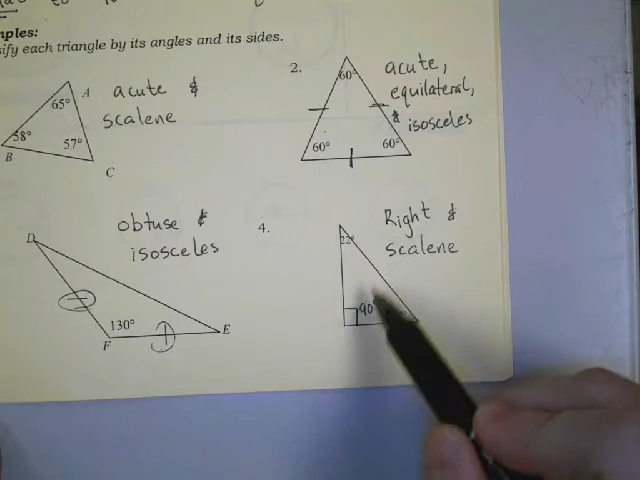 mples:
sify each triangle by its angles and its sides.
65°
A
58°
57°
B
C
acute &
scalene
2.
60°
60°
60°
acute,
equilateral,
& isosceles
D
130°
F
E
obtuse &
isosceles
4.
22°
90°
Right &
scalene